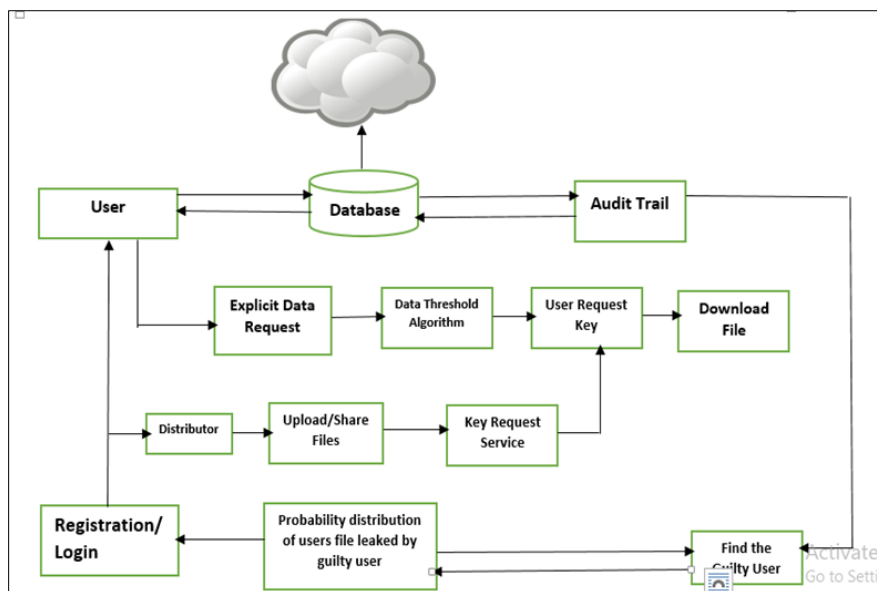 User
Database
Audit Trail
Explicit Data
Request
Data Threshold
Algorithm
User Request
Key
Download
File
Distributor
Upload/Share
Files
Key Request
Service
Registration/
Login
Probability distribution
of users file leaked by
guilty user
Find the
Guilty User
Activate
Go to Setti